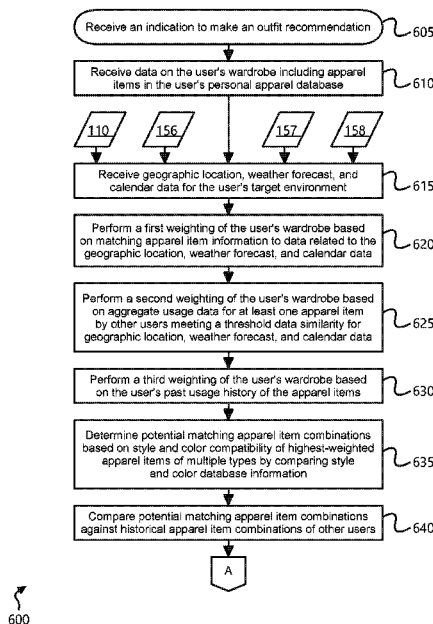 Receive an indication to make an outfit recommendation
605
Receive data on the user's wardrobe including apparel
items in the user's personal apparel database
610
110 156 157 158
Receive geographic location, weather forecast, and
calendar data for the user's target environment
615
Perform a first weighting of the user's wardrobe based
on matching apparel item information to data related to the
geographic location, weather forecast, and calendar data
620
Perform a second weighting of the user's wardrobe based
on aggregate usage data for at least one apparel item
by other users meeting a threshold data similarity for
geographic location, weather forecast, and calendar data
625
Perform a third weighting of the user's wardrobe based
on the user's past usage history of the apparel items
630
Determine potential matching apparel item combinations
based on style and color compatibility of highest-weighted
apparel items of multiple types by comparing style
and color database information
635
Compare potential matching apparel item combinations
against historical apparel item combinations of other users
640
A
600